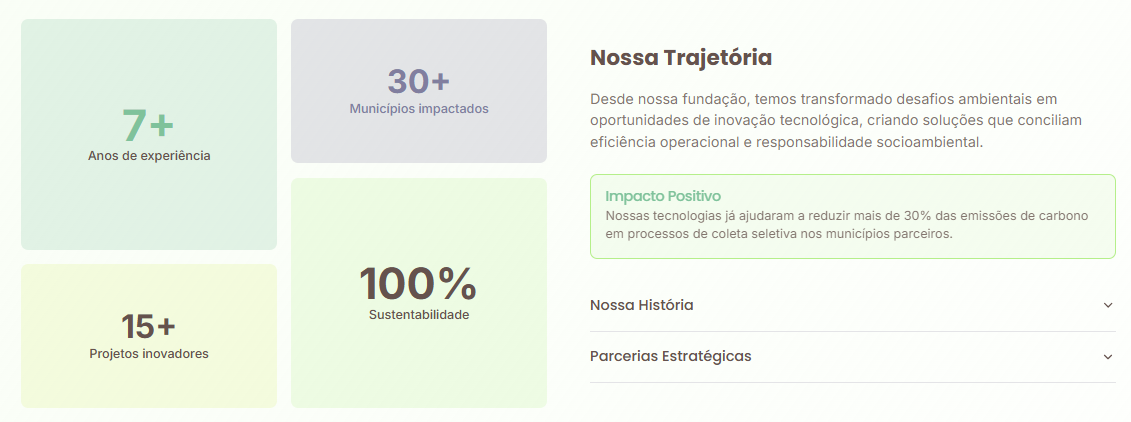 7+
Anos de experiência
15+
Projetos inovadores
30+
Municípios impactados
100%
Sustentabilidade
Nossa Trajetória
Desde nossa fundação, temos transformado desafios ambientais em
oportunidades de inovação tecnológica, criando soluções que conciliam
eficiência operacional e responsabilidade socioambiental.
Impacto Positivo
Nossas tecnologias já ajudaram a reduzir mais de 30% das emissões de carbono
em processos de coleta seletiva nos municípios parceiros.
Nossa História
Parcerias Estratégicas